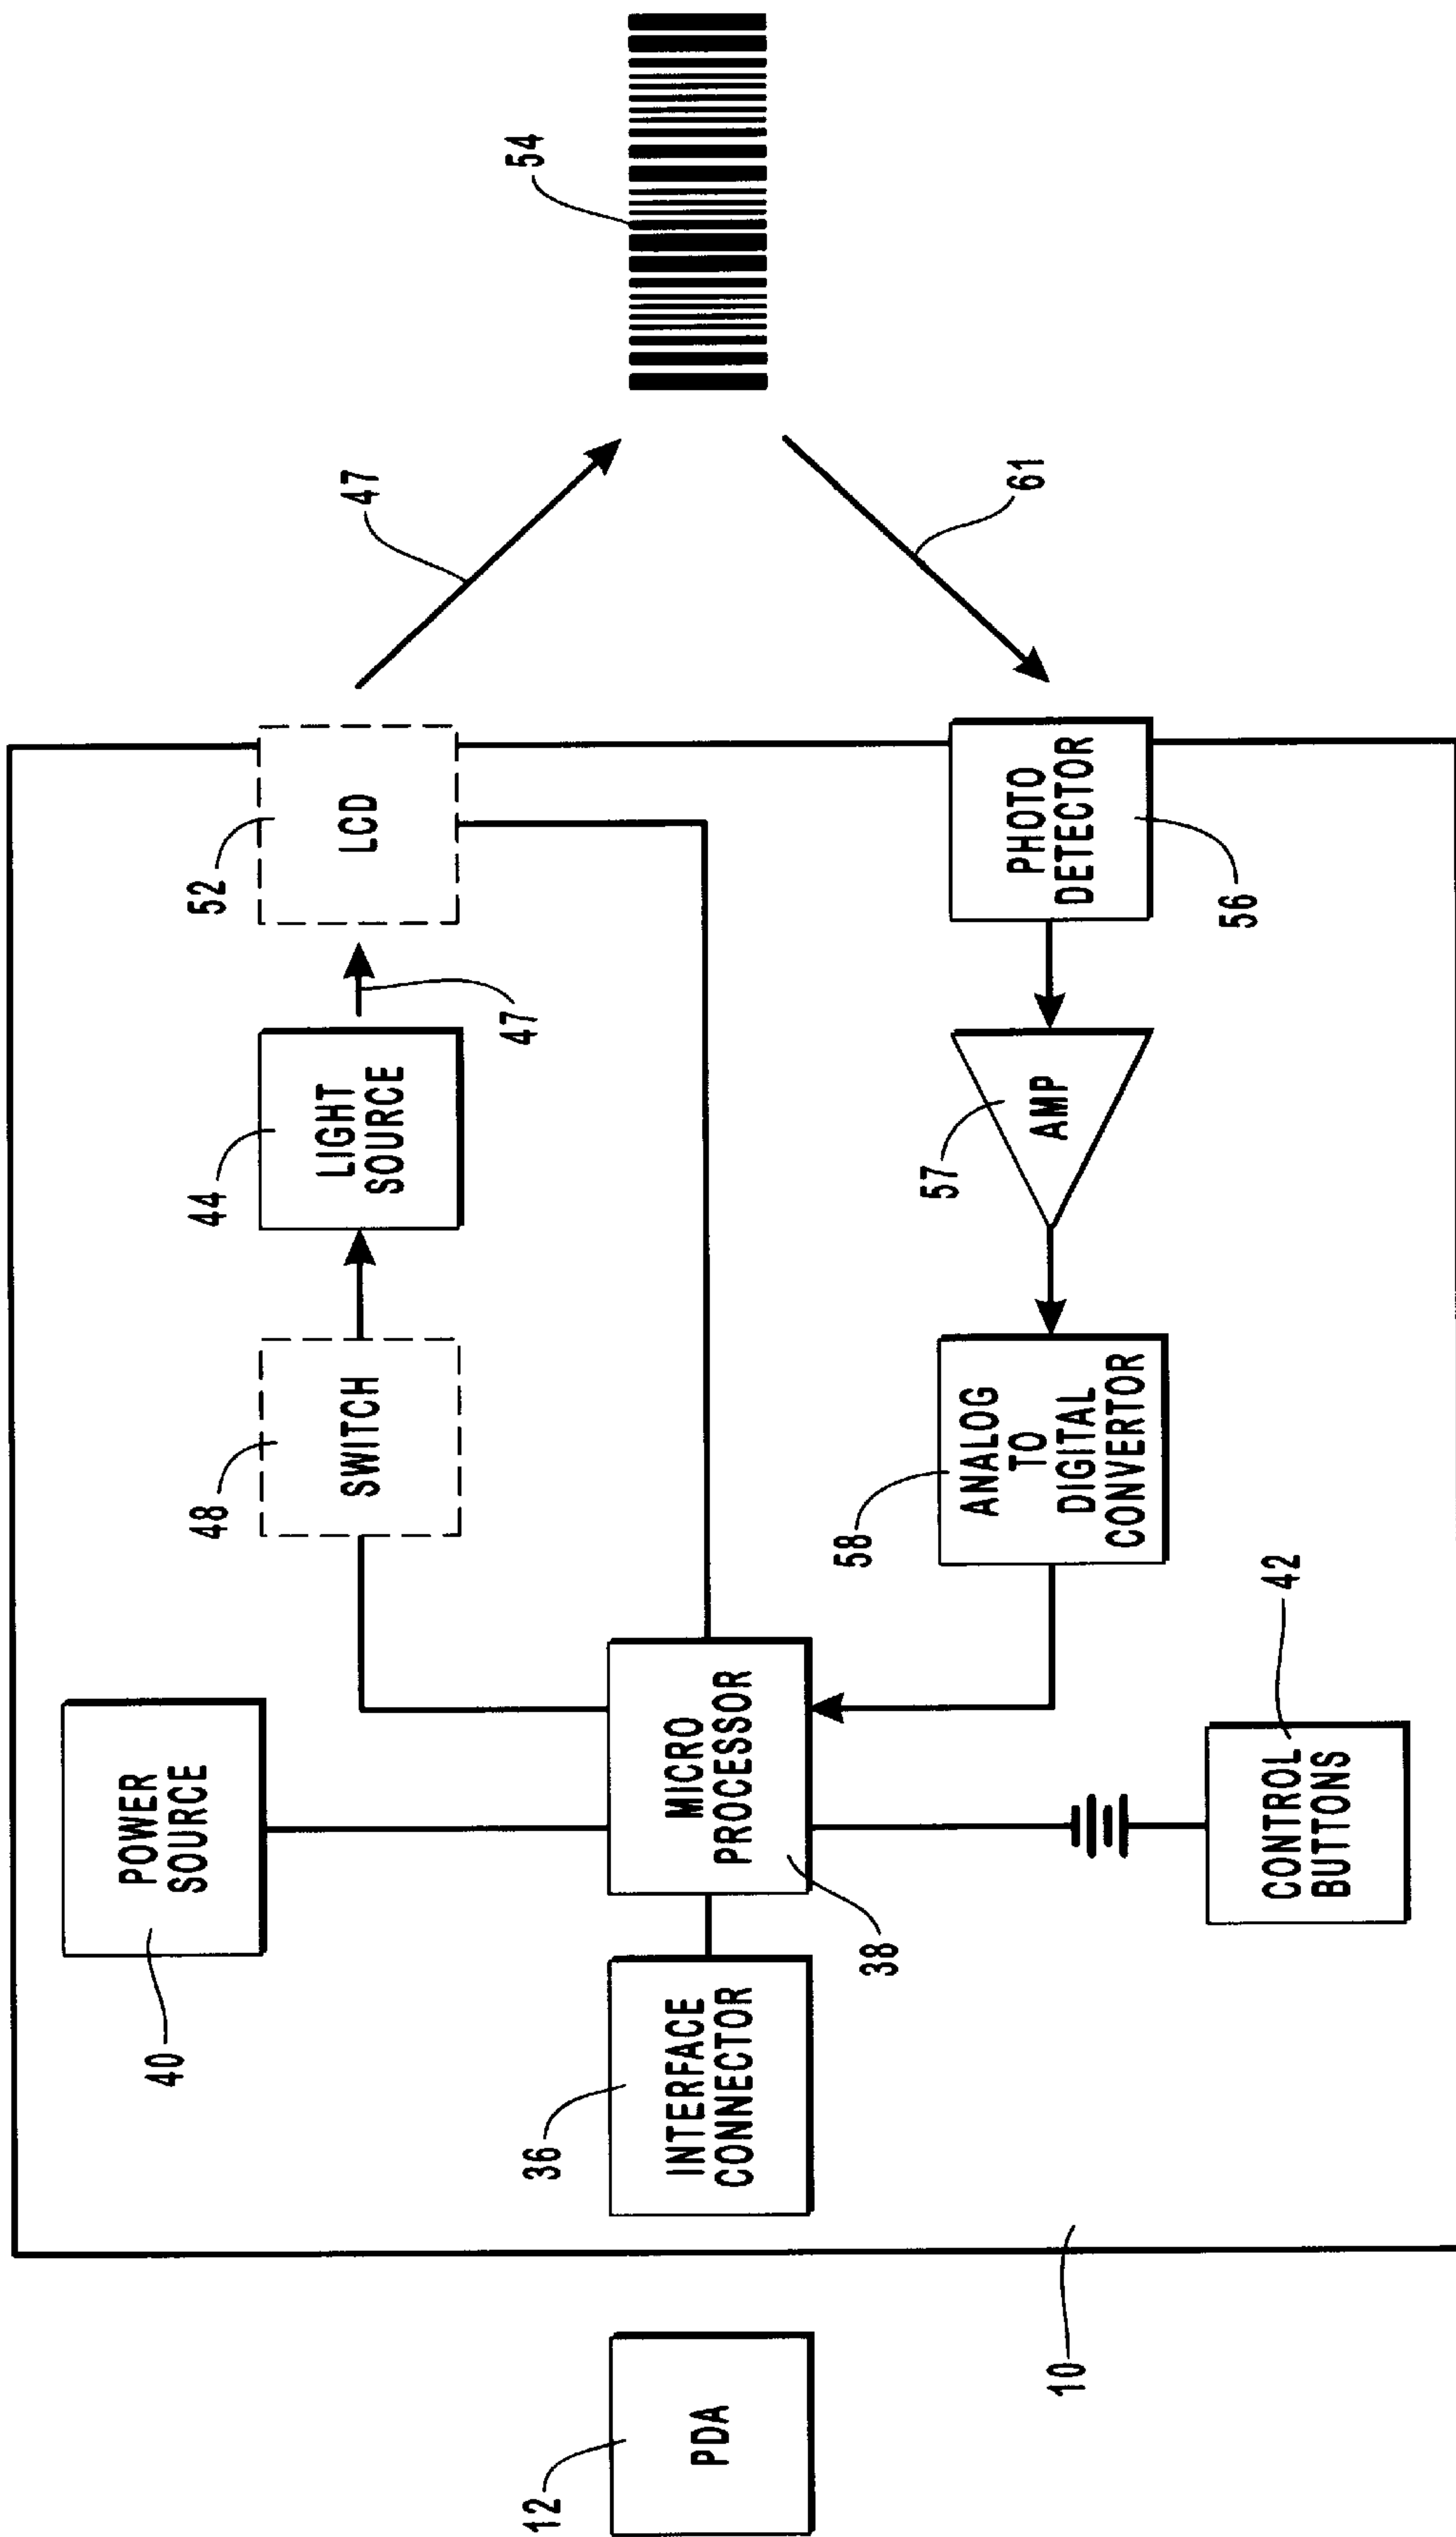 POWER
SOURCE
40
48
SWITCH
44
LIGHT
SOURCE
47
52
LCD
47
54
12
PDA
36
INTERFACE
CONNECTOR
MICRO
PROCESSOR
38
58
ANALOG
TO
DIGITAL
CONVERTOR
57
AMP
PHOTO
DETECTOR
56
61
10
CONTROL
BUTTONS
42